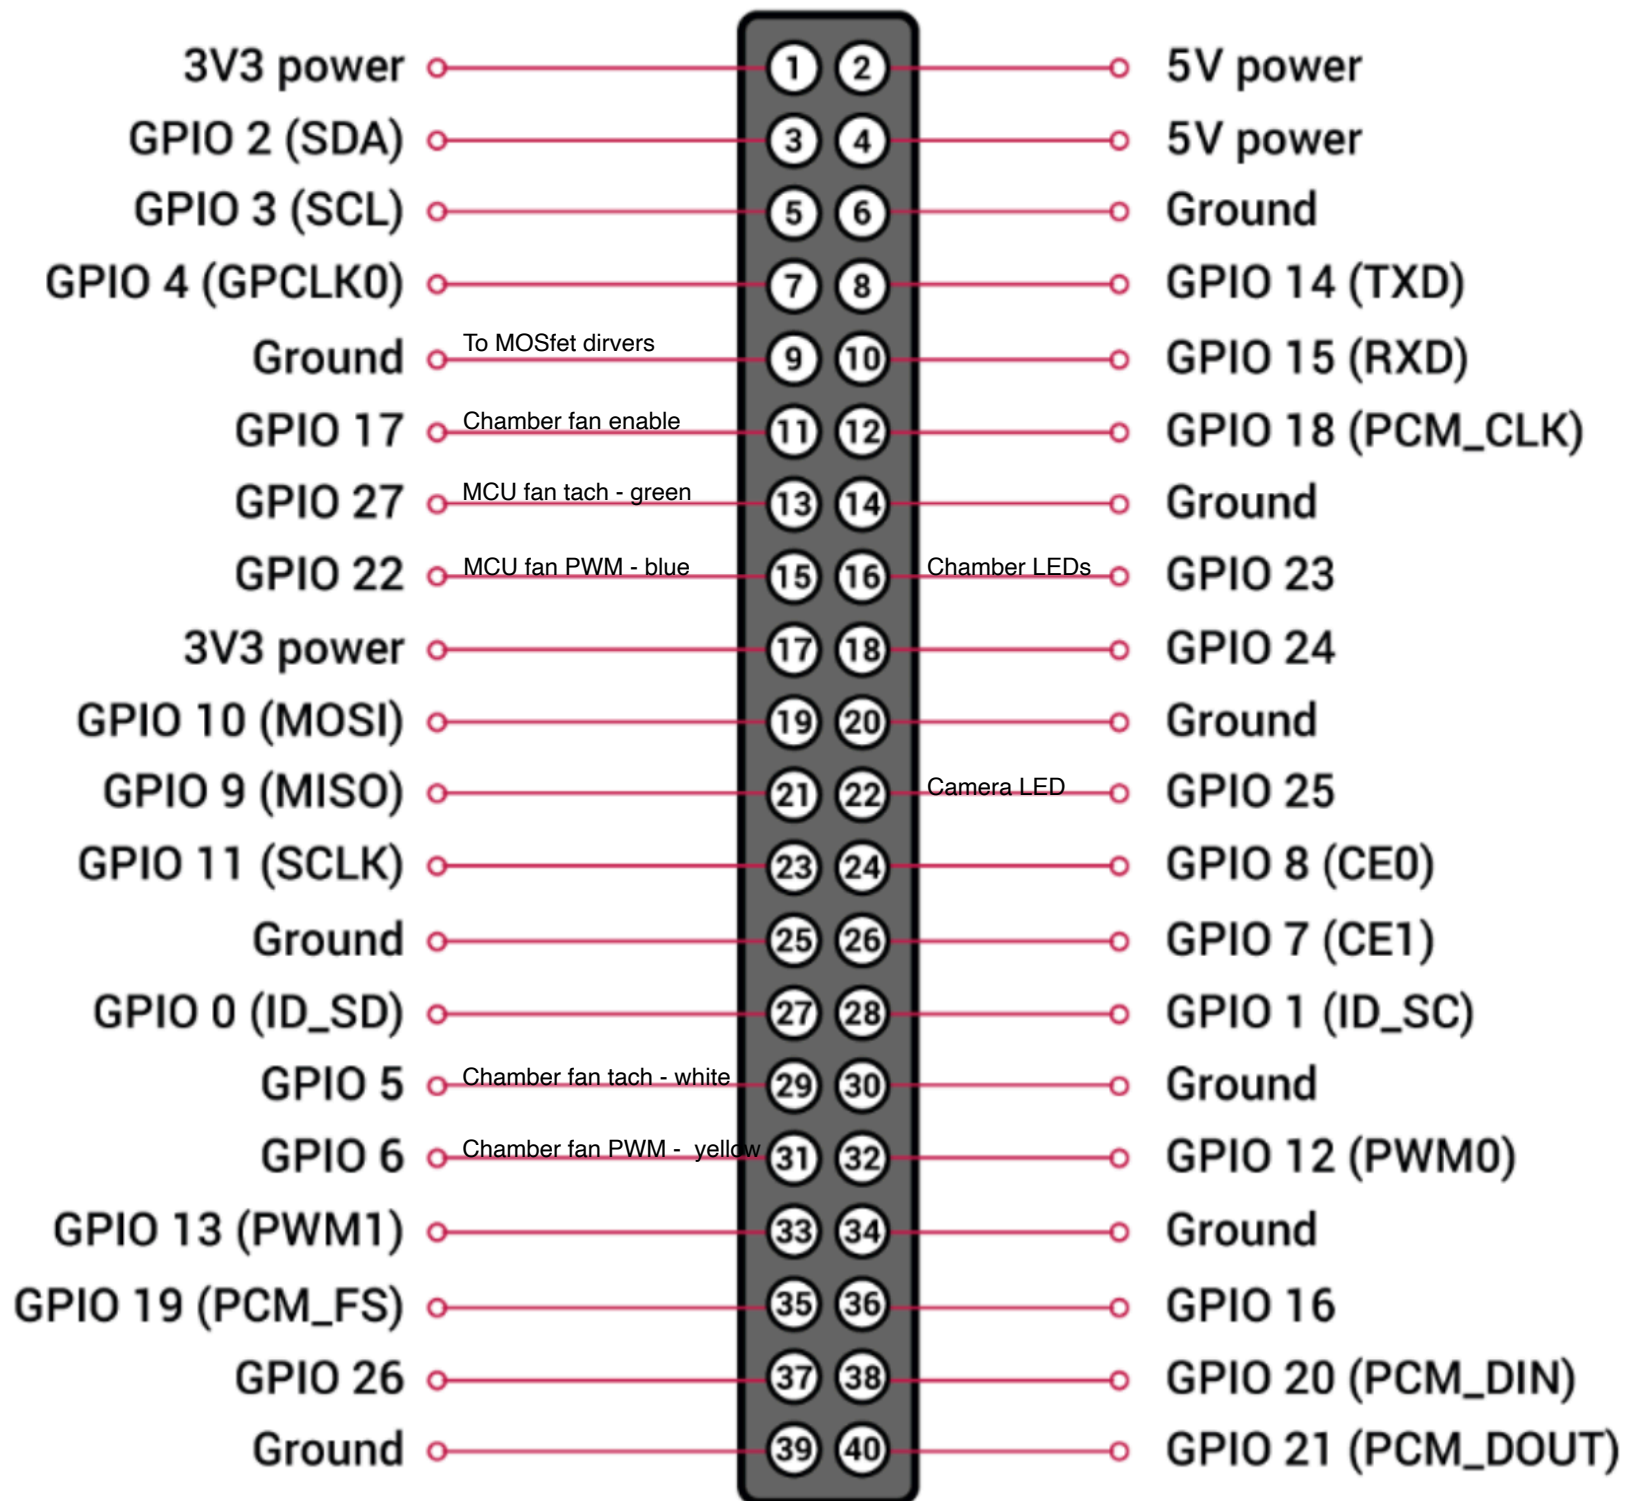 3V3 power 1 2 5V power
GPIO 2 (SDA) 3 4 5V power
GPIO 3 (SCL) 5 6 Ground
GPIO 4 (GPCLK0) 7 8 GPIO 14 (TXD)
Ground To MOSfet dirvers 9 10 GPIO 15 (RXD)
GPIO 17 Chamber fan enable 11 12 GPIO 18 (PCM_CLK)
GPIO 27 MCU fan tach - green 13 14 Ground
GPIO 22 MCU fan PWM - blue 15 16 Chamber LEDs GPIO 23
3V3 power 17 18 GPIO 24
GPIO 10 (MOSI) 19 20 Ground
GPIO 9 (MISO) 21 22 Camera LED GPIO 25
GPIO 11 (SCLK) 23 24 GPIO 8 (CE0)
Ground 25 26 GPIO 7 (CE1)
GPIO 0 (ID_SD) 27 28 GPIO 1 (ID_SC)
GPIO 5 Chamber fan tach - white 29 30 Ground
GPIO 6 Chamber fan PWM - yellow 31 32 GPIO 12 (PWM0)
GPIO 13 (PWM1) 33 34 Ground
GPIO 19 (PCM_FS) 35 36 GPIO 16
GPIO 26 37 38 GPIO 20 (PCM_DIN)
Ground 39 40 GPIO 21 (PCM_DOUT)